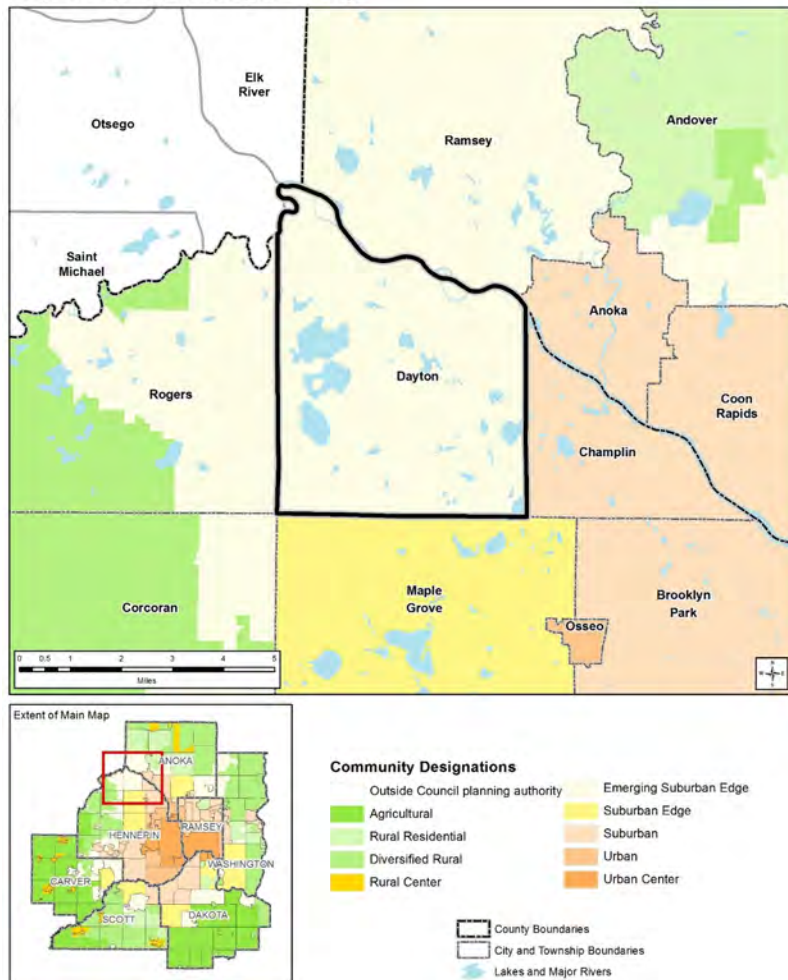 Elk
River
Otsego
Ramsey
Andover
Saint
Michael
Anoka
Rogers
Dayton
Coon
Rapids
Champlin
Corcoran
Maple
Grove
Osseo
Brooklyn
Park
0 0.5 1 2 3 4 5
Miles
N
W E
S
Extent of Main Map
ANOKA
HENNEPIN
RAMSEY
WASHINGTON
CARVER
SCOTT
DAKOTA
Community Designations
Outside Council planning authority
Agricultural
Rural Residential
Diversified Rural
Rural Center
Emerging Suburban Edge
Suburban Edge
Suburban
Urban
Urban Center
County Boundaries
City and Township Boundaries
Lakes and Major Rivers